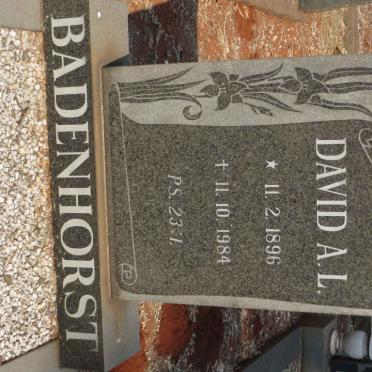 DAVID A.L.
★ 11. 2. 1896
+ 11. 10. 1984
PS. 23:1.
BADENHORST